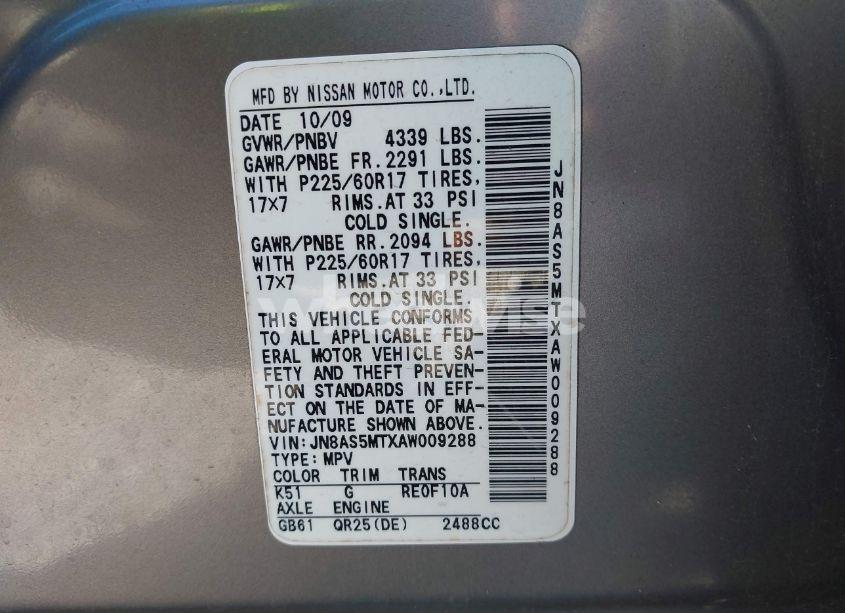 MFD BY NISSAN MOTOR CO.,LTD.
DATE 10/09
GVWR/PNBV 4339 LBS.
GAWR/PNBE FR. 2291 LBS.
WITH P225/60R17 TIRES,
17×7 RIMS. AT 33 PSI
COLD SINGLE.
GAWR/PNBE RR. 2094 LBS.
WITH P225/60R17 TIRES,
17×7 RIMS. AT 33 PSI
COLD SINGLE.
THIS VEHICLE CONFORMS
TO ALL APPLICABLE FED-
ERAL MOTOR VEHICLE SA-
FETY AND THEFT PREVEN-
TION STANDARDS IN EFF-
ECT ON THE DATE OF MA-
NUFACTURE SHOWN ABOVE.
VIN:JN8AS5MTXAW009288
TYPE:MPV
COLOR TRIM TRANS
K51 G RE0F10A
AXLE ENGINE
GB61 QR25(DE) 2488CC
JN8AS5MTXAW009288